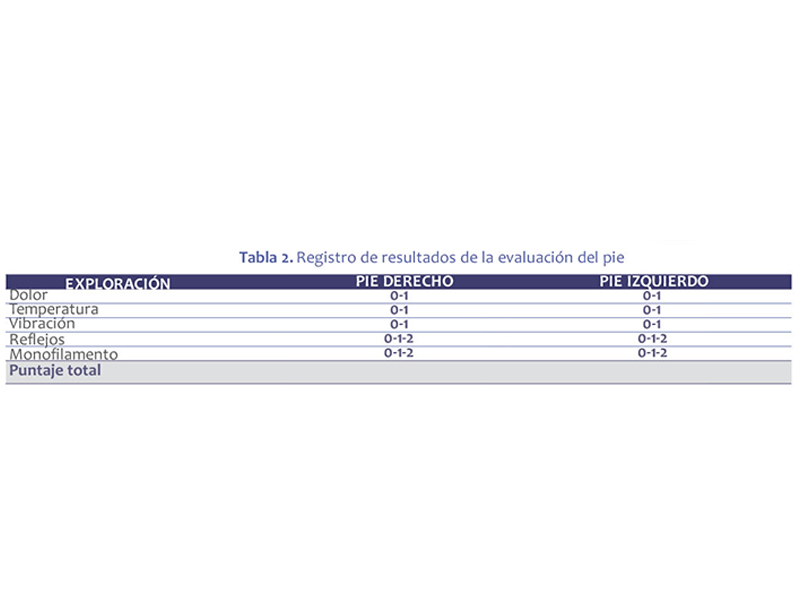 Tabla 2. Registro de resultados de la evaluación del pie
EXPLORACIÓN PIE DERECHO PIE IZQUIERDO
Dolor 0-1 0-1
Temperatura 0-1 0-1
Vibración 0-1 0-1
Reflejos 0-1-2 0-1-2
Monofilamento 0-1-2 0-1-2
Puntaje total